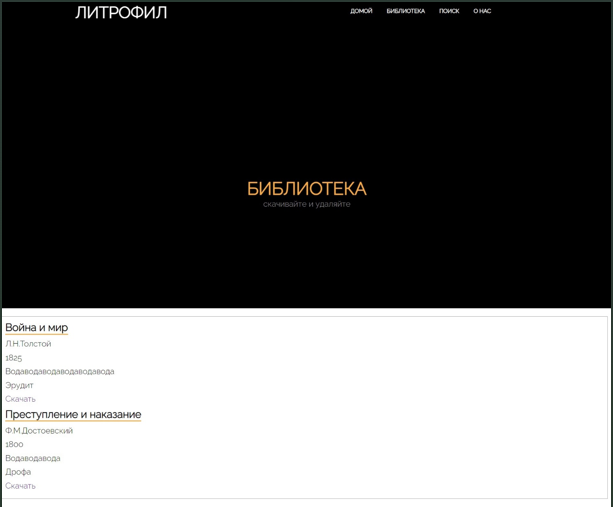 ЛИТРОФИЛ
ДОМОЙ БИБЛИОТЕКА ПОИСК О НАС
БИБЛИОТЕКА
скачивайте и удаляйте
Война и мир
Л.Н.Толстой
1825
Водаводаводаводаводавода
Эрудит
Скачать
Преступление и наказание
Ф.М.Достоевский
1800
Водаводавода
Дрофа
Скачать